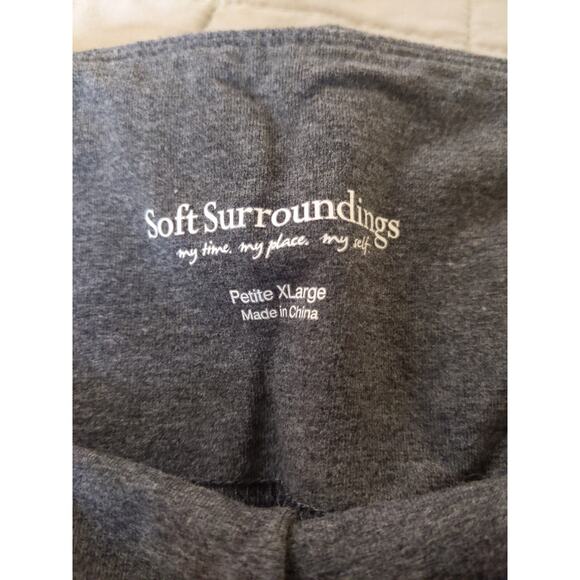 Soft Surroundings
my time. my place. my self.
Petite XLarge
Made in China